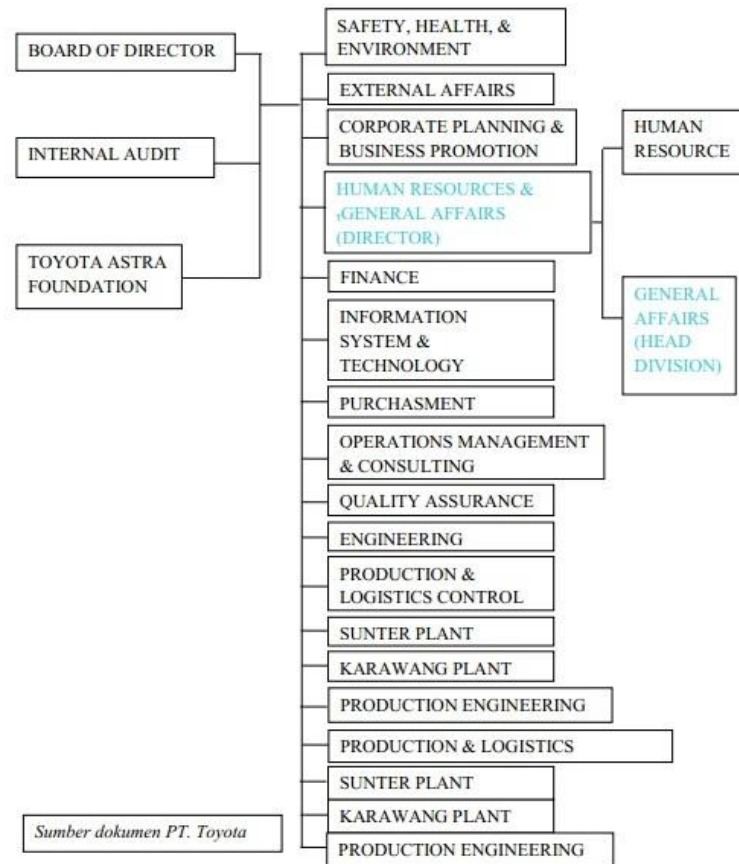 BOARD OF DIRECTOR
INTERNAL AUDIT
TOYOTA ASTRA
FOUNDATION
SAFETY, HEALTH, &
ENVIRONMENT
EXTERNAL AFFAIRS
CORPORATE PLANNING &
BUSINESS PROMOTION
HUMAN RESOURCES &
GENERAL AFFAIRS
(DIRECTOR)
FINANCE
INFORMATION
SYSTEM &
TECHNOLOGY
PURCHASMENT
OPERATIONS MANAGEMENT
& CONSULTING
QUALITY ASSURANCE
ENGINEERING
PRODUCTION &
LOGISTICS CONTROL
SUNTER PLANT
KARAWANG PLANT
PRODUCTION ENGINEERING
PRODUCTION & LOGISTICS
SUNTER PLANT
KARAWANG PLANT
PRODUCTION ENGINEERING
HUMAN
RESOURCE
GENERAL
AFFAIRS
(HEAD
DIVISION)
Sumber dokumen PT. Toyota